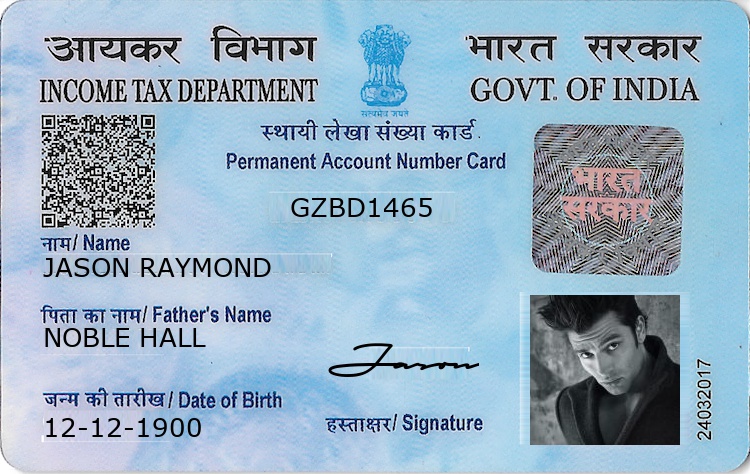 आयकर विभाग
INCOME TAX DEPARTMENT
भारत सरकार
GOVT. OF INDIA
सत्यमेव जयते
स्थायी लेखा संख्या कार्ड
Permanent Account Number Card
GZBD1465
भारत
सरकार
नाम/ Name
JASON RAYMOND
पिता का नाम/ Father's Name
NOBLE HALL
जन्म की तारीख/ Date of Birth
12-12-1900
Jason
हस्ताक्षर/ Signature
24032017